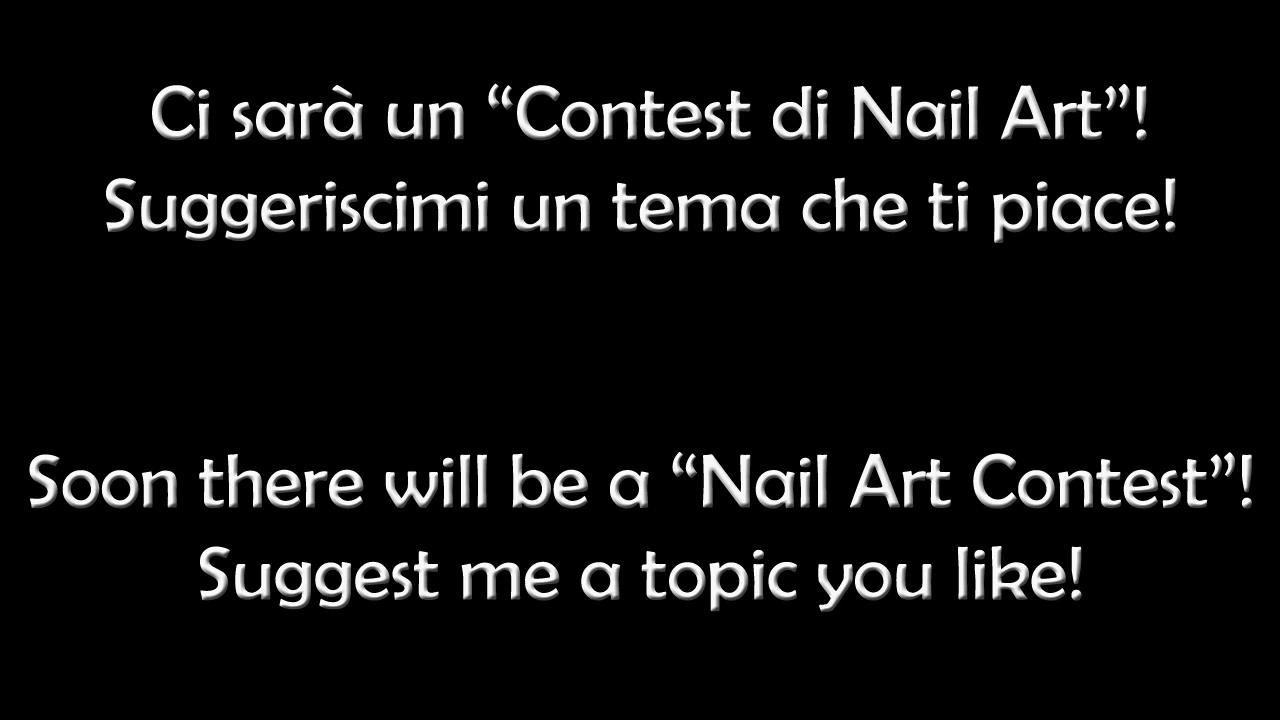 Ci sarà un “Contest di Nail Art”!
Suggeriscimi un tema che ti piace!
Soon there will be a “Nail Art Contest”!
Suggest me a topic you like!